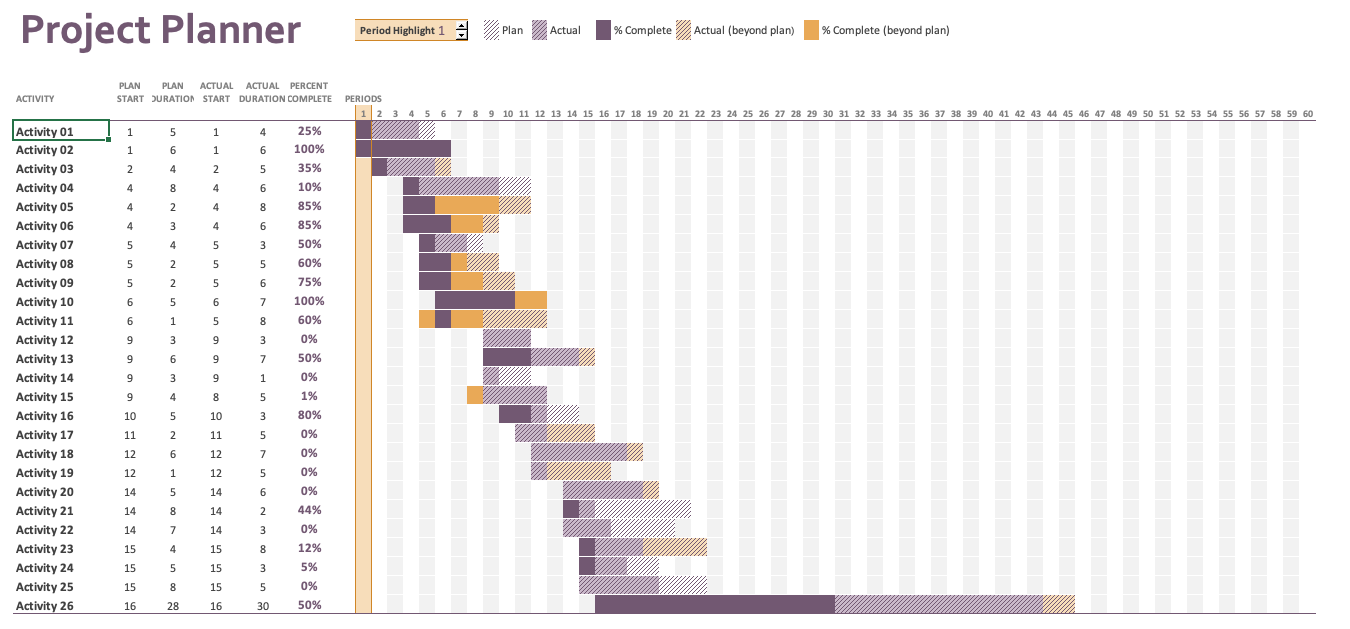 Project Planner
Period Highlight 1 Plan Actual % Complete Actual (beyond plan) % Complete (beyond plan)
PLAN PLAN ACTUAL ACTUAL PERCENT
ACTIVITY START DURATION START DURATION COMPLETE PERIODS
1 2 3 4 5 6 7 8 9 10 11 12 13 14 15 16 17 18 19 20 21 22 23 24 25 26 27 28 29 30 31 32 33 34 35 36 37 38 39 40 41 42 43 44 45 46 47 48 49 50 51 52 53 54 55 56 57 58 59 60
Activity 01 1 5 1 4 25%
Activity 02 1 6 1 6 100%
Activity 03 2 4 2 5 35%
Activity 04 4 8 4 6 10%
Activity 05 4 2 4 8 85%
Activity 06 4 3 4 6 85%
Activity 07 5 4 5 3 50%
Activity 08 5 2 5 5 60%
Activity 09 5 2 5 6 75%
Activity 10 6 5 6 7 100%
Activity 11 6 1 5 8 60%
Activity 12 9 3 9 3 0%
Activity 13 9 6 9 7 50%
Activity 14 9 3 9 1 0%
Activity 15 9 4 8 5 1%
Activity 16 10 5 10 3 80%
Activity 17 11 2 11 5 0%
Activity 18 12 6 12 7 0%
Activity 19 12 1 12 5 0%
Activity 20 14 5 14 6 0%
Activity 21 14 8 14 2 44%
Activity 22 14 7 14 3 0%
Activity 23 15 4 15 8 12%
Activity 24 15 5 15 3 5%
Activity 25 15 8 15 5 0%
Activity 26 16 28 16 30 50%